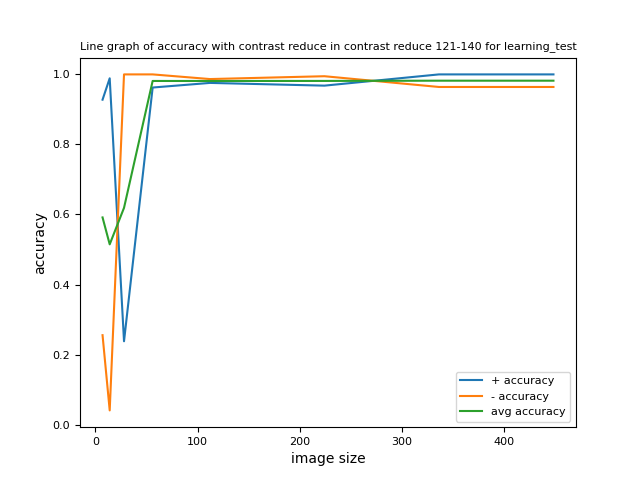 Line graph of accuracy with contrast reduce in contrast reduce 121-140 for learning_test
1.0
0.8
0.6
0.4
0.2
0.0
accuracy
+ accuracy
- accuracy
avg accuracy
0 100 200 300 400
image size